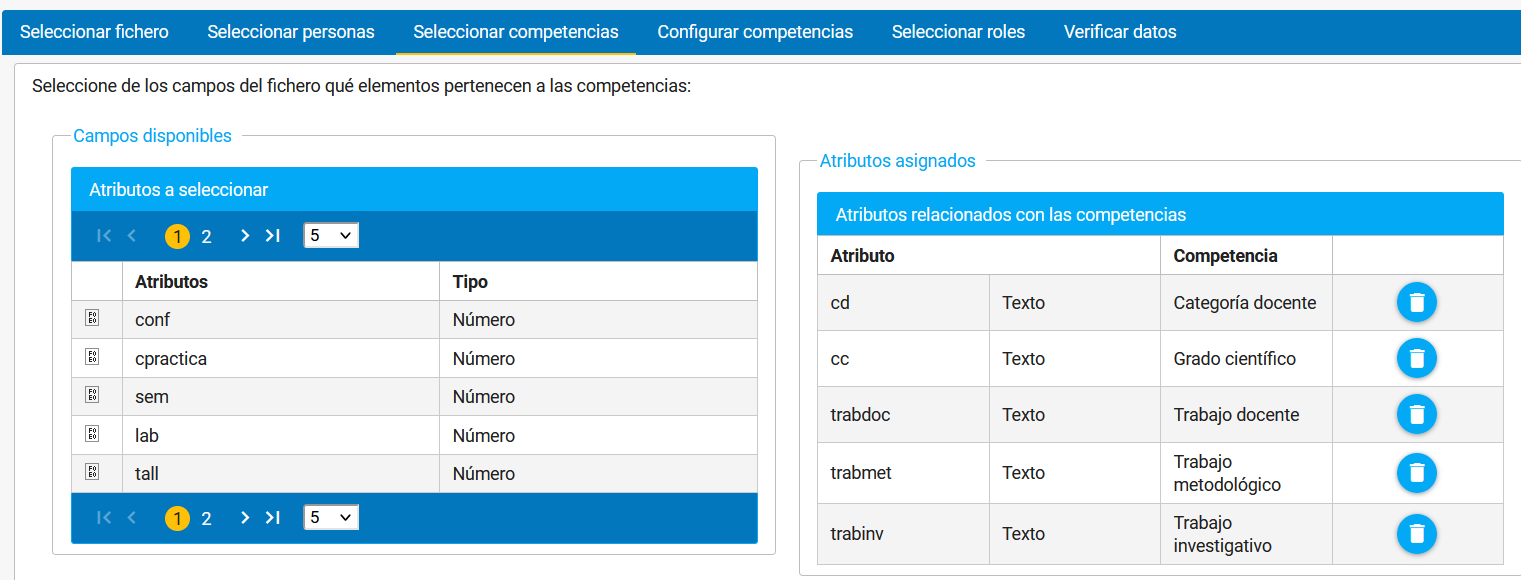 Seleccionar fichero Seleccionar personas Seleccionar competencias Configurar competencias Seleccionar roles Verificar datos
Seleccione de los campos del fichero qué elementos pertenecen a las competencias:
Campos disponibles
Atributos a seleccionar
1 2 5
Atributos Tipo
conf Número
cpractica Número
sem Número
lab Número
tall Número
1 2 5
Atributos asignados
Atributos relacionados con las competencias
Atributo Competencia
cd Texto Categoría docente
cc Texto Grado científico
trabdoc Texto Trabajo docente
trabmet Texto Trabajo
metodológico
trabinv Texto Trabajo
investigativo